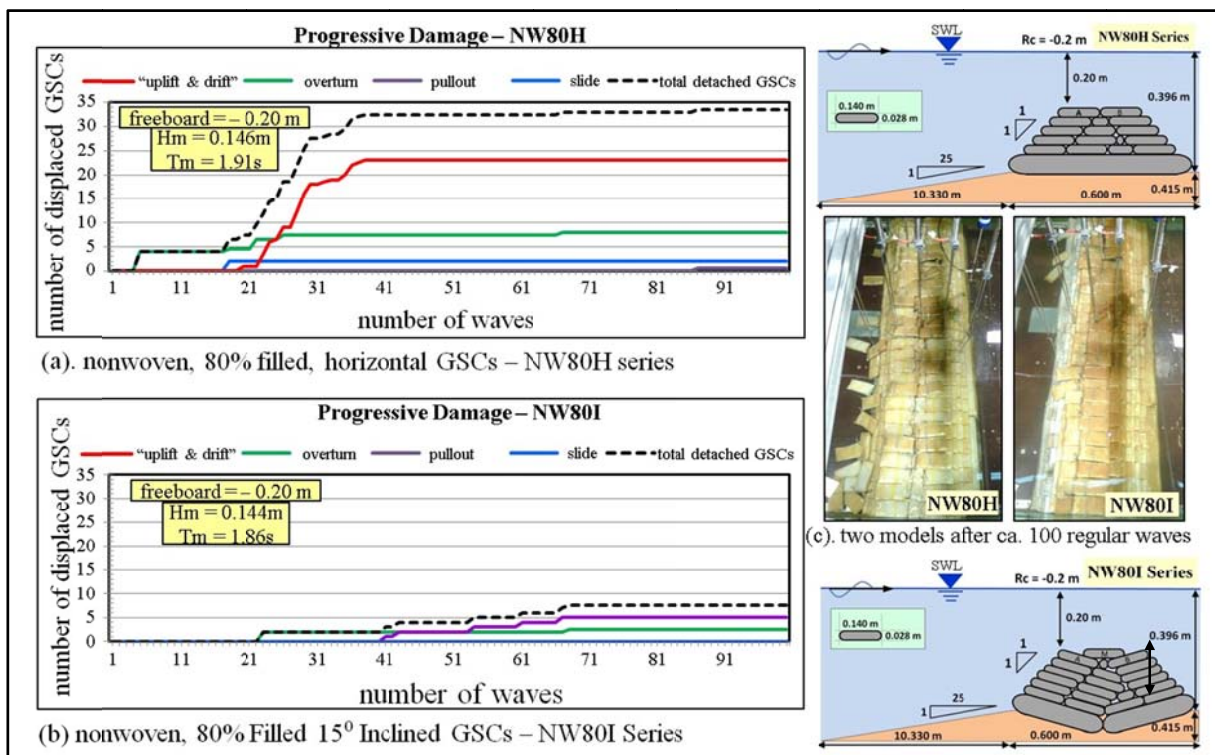 Progressive Damage – NW80H
"uplift & drift" overturn pullout slide total detached GSCs
number of displaced GSCs
35
30
25
20
15
10
5
0
freeboard = – 0.20 m
Hm = 0.146m
Tm = 1.91s
1 11 21 31 41 51 61 71 81 91
number of waves
(a). nonwoven, 80% filled, horizontal GSCs – NW80H series
Progressive Damage – NW80I
"uplift & drift" overturn pullout slide total detached GSCs
number of displaced GSCs
35
30
25
20
15
10
5
0
freeboard = – 0.20 m
Hm = 0.144m
Tm = 1.86s
1 11 21 31 41 51 61 71 81 91
number of waves
(b) nonwoven, 80% Filled 15⁰ Inclined GSCs – NW80I Series
SWL
Rc = -0.2 m
NW80H Series
0.20 m
0.396 m
0.140 m
0.028 m
1
1
A B
25
1
10.330 m
0.600 m
0.415 m
NW80H
NW80I
(c). two models after ca. 100 regular waves
SWL
Rc = -0.2 m
NW80I Series
0.20 m
0.396 m
0.140 m
0.028 m
1
1
A M B
25
1
10.330 m
0.600 m
0.415 m